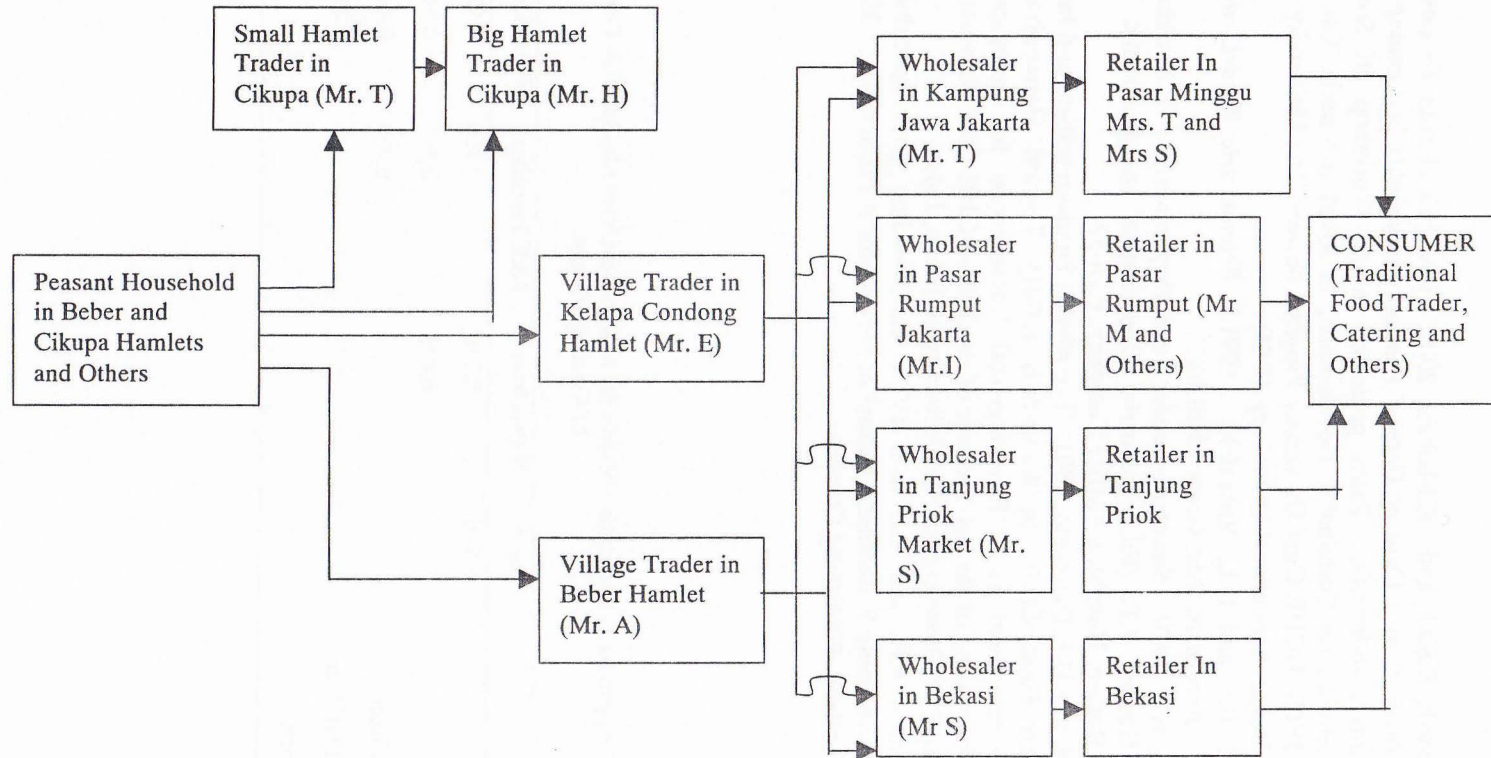 Small Hamlet
Trader in
Cikupa (Mr. T)
Big Hamlet
Trader in
Cikupa (Mr. H)
Peasant Household
in Beber and
Cikupa Hamlets
and Others
Village Trader in
Kelapa Condong
Hamlet (Mr. E)
Village Trader in
Beber Hamlet
(Mr. A)
Wholesaler
in Kampung
Jawa Jakarta
(Mr. T)
Retailer In
Pasar Minggu
Mrs. T and
Mrs S)
Wholesaler
in Pasar
Rumput
Jakarta
(Mr.I)
Retailer in
Pasar
Rumput (Mr
M and
Others)
Wholesaler
in Tanjung
Priok
Market (Mr.
S)
Retailer in
Tanjung
Priok
Wholesaler
in Bekasi
(Mr S)
Retailer In
Bekasi
CONSUMER
(Traditional
Food Trader,
Catering and
Others)